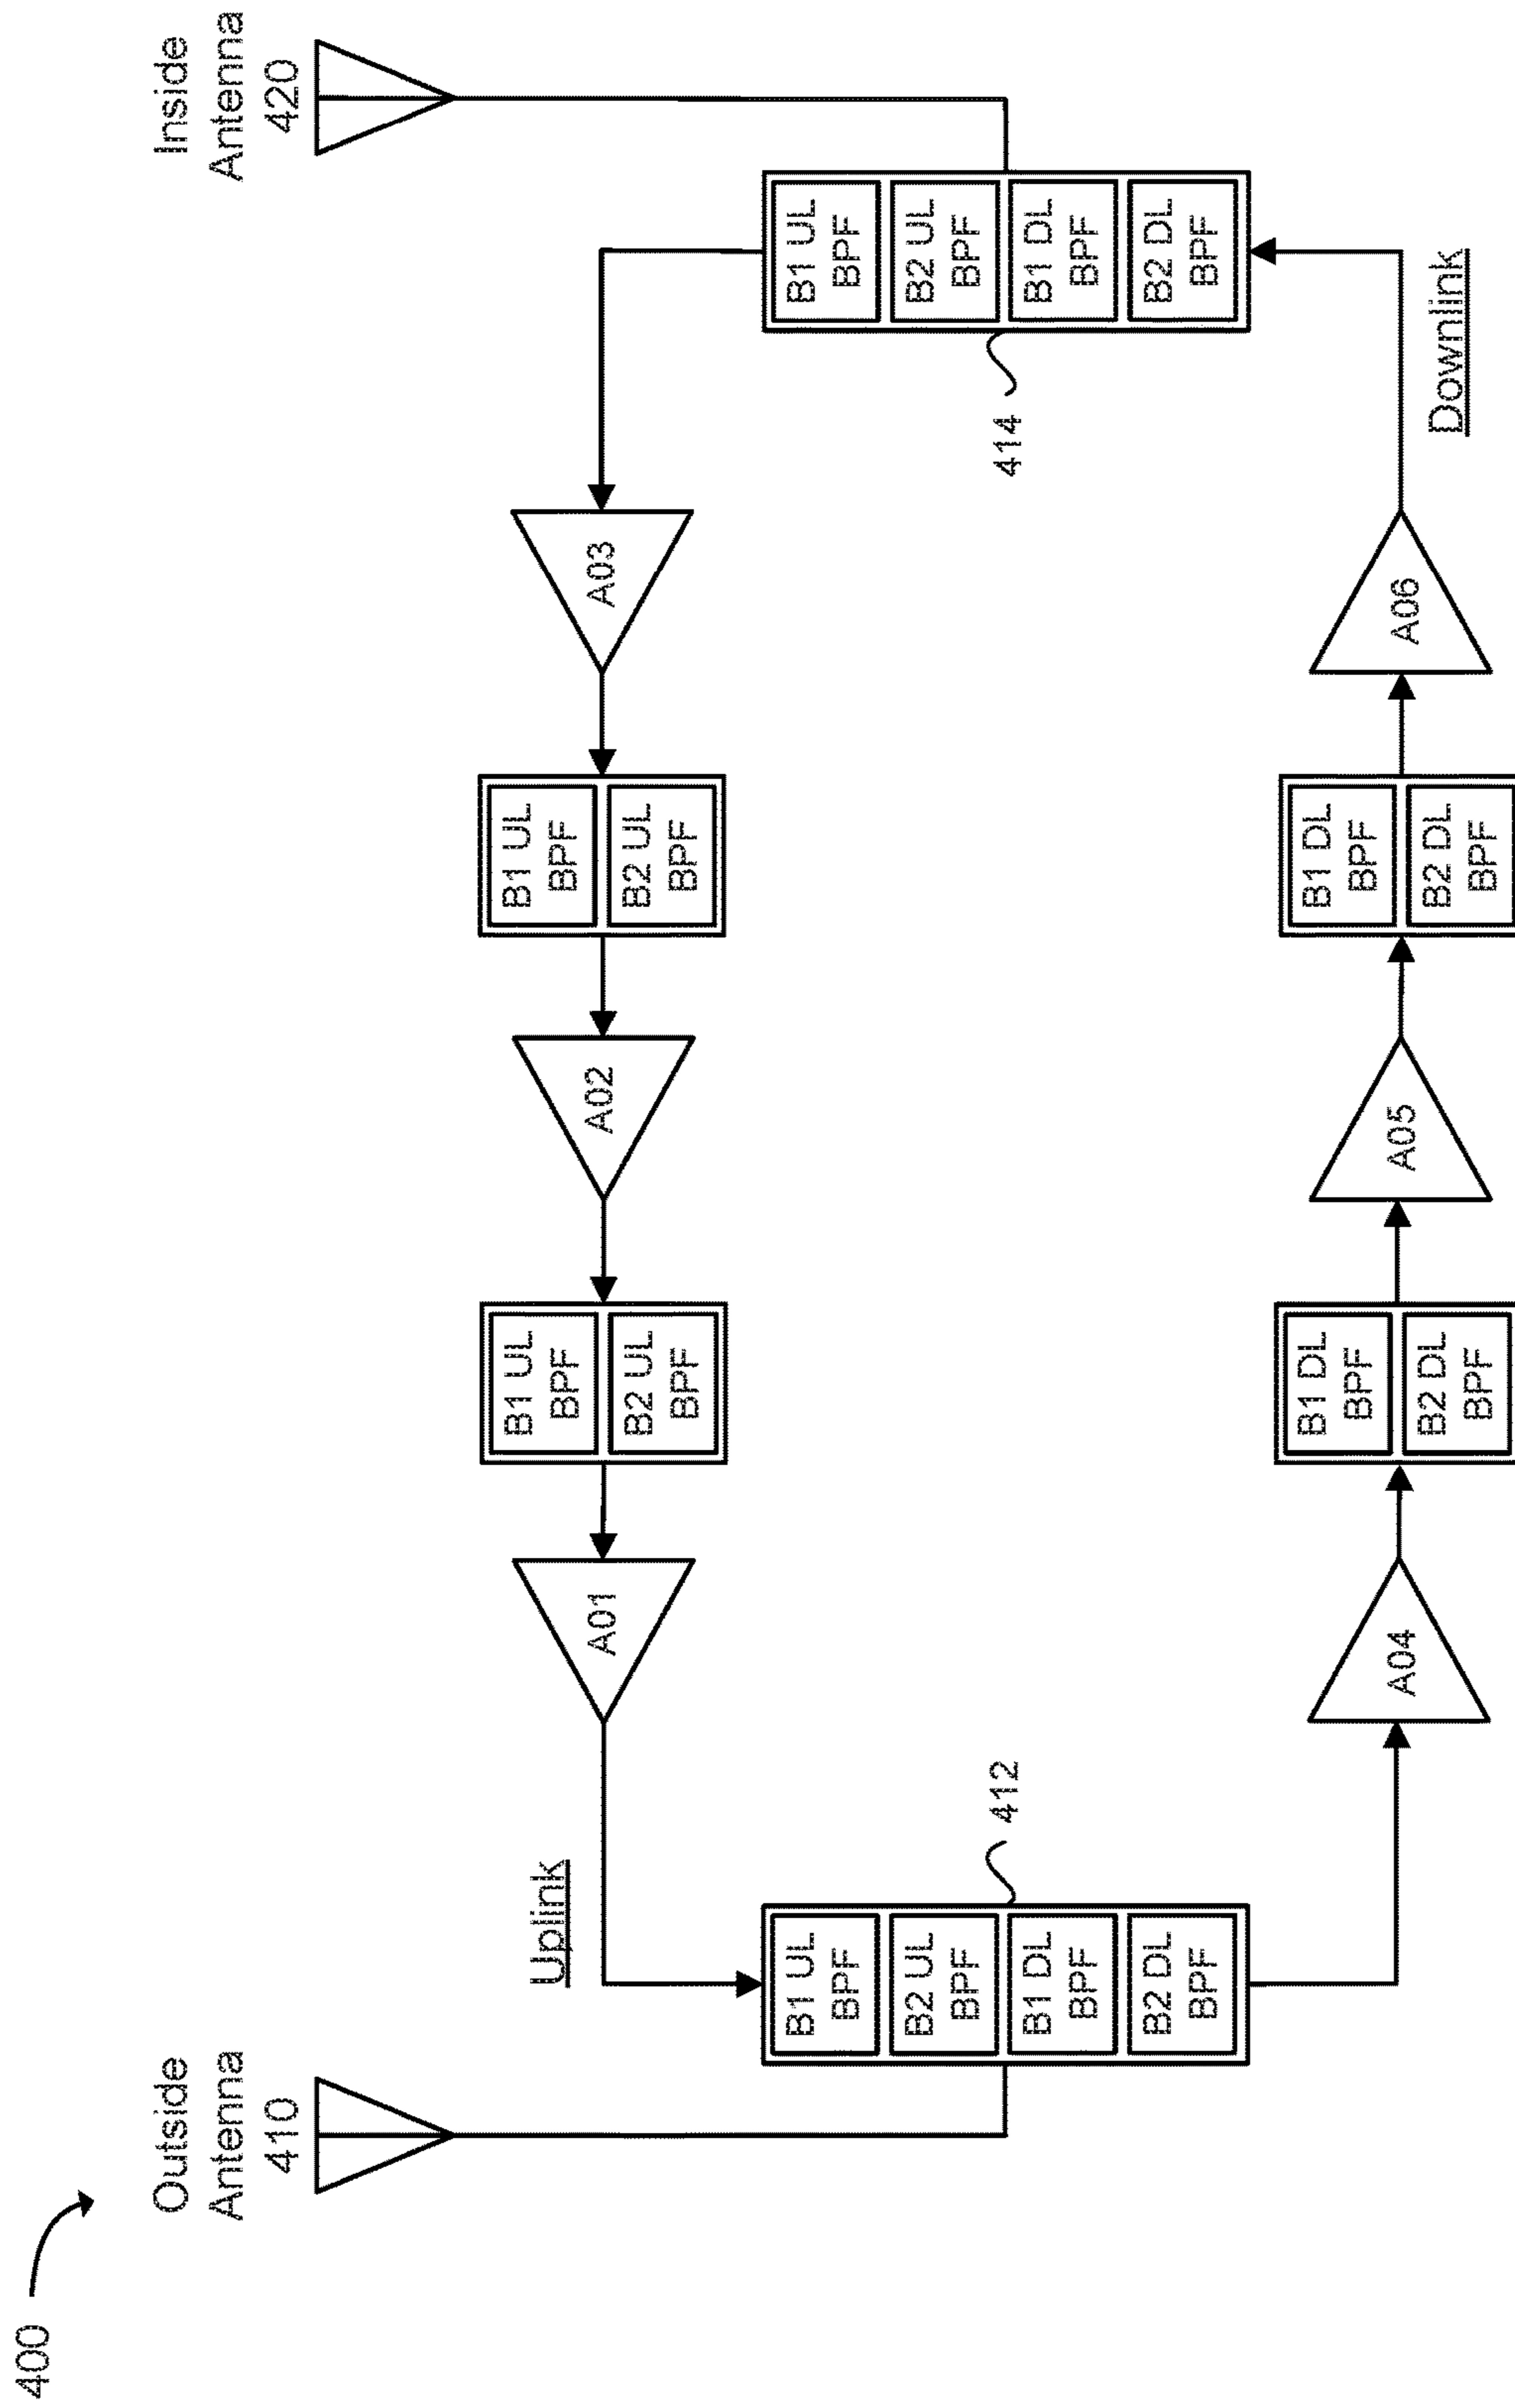 400
Outside
Antenna
410
Inside
Antenna
420
Uplink
A01
B1 UL
BPF
B2 UL
BPF
A02
B1 UL
BPF
B2 UL
BPF
A03
B1 UL
BPF
B2 UL
BPF
B1 DL
BPF
B2 DL
BPF
412
B1 UL
BPF
B2 UL
BPF
B1 DL
BPF
B2 DL
BPF
414
A04
B1 DL
BPF
B2 DL
BPF
A05
B1 DL
BPF
B2 DL
BPF
A06
Downlink